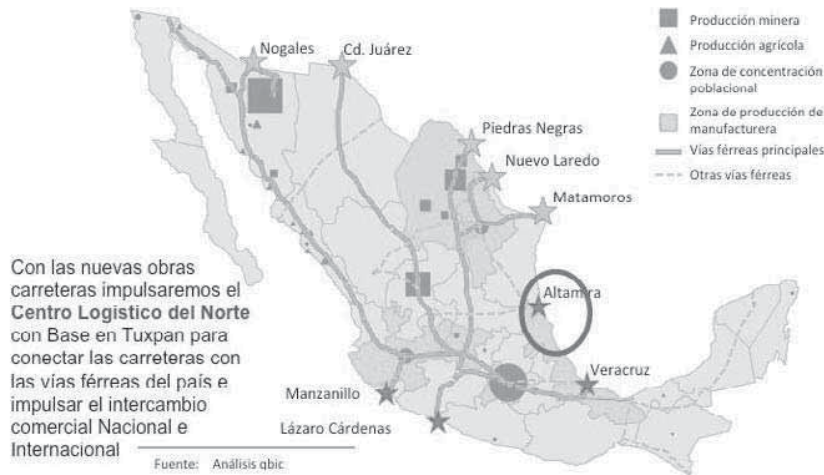 Nogales
Cd. Juárez
Piedras Negras
Nuevo Laredo
Matamoros
Altamira
Veracruz
Manzanillo
Lázaro Cárdenas
Producción minera
Producción agrícola
Zona de concentración
poblacional
Zona de producción de
manufacturera
Vías férreas principales
Otras vías férreas
Con las nuevas obras
carreteras impulsaremos el
Centro Logístico del Norte
con Base en Tuxpan para
conectar las carreteras con
las vías férreas del país e
impulsar el intercambio
comercial Nacional e
Internacional
Fuente: Análisis qbic